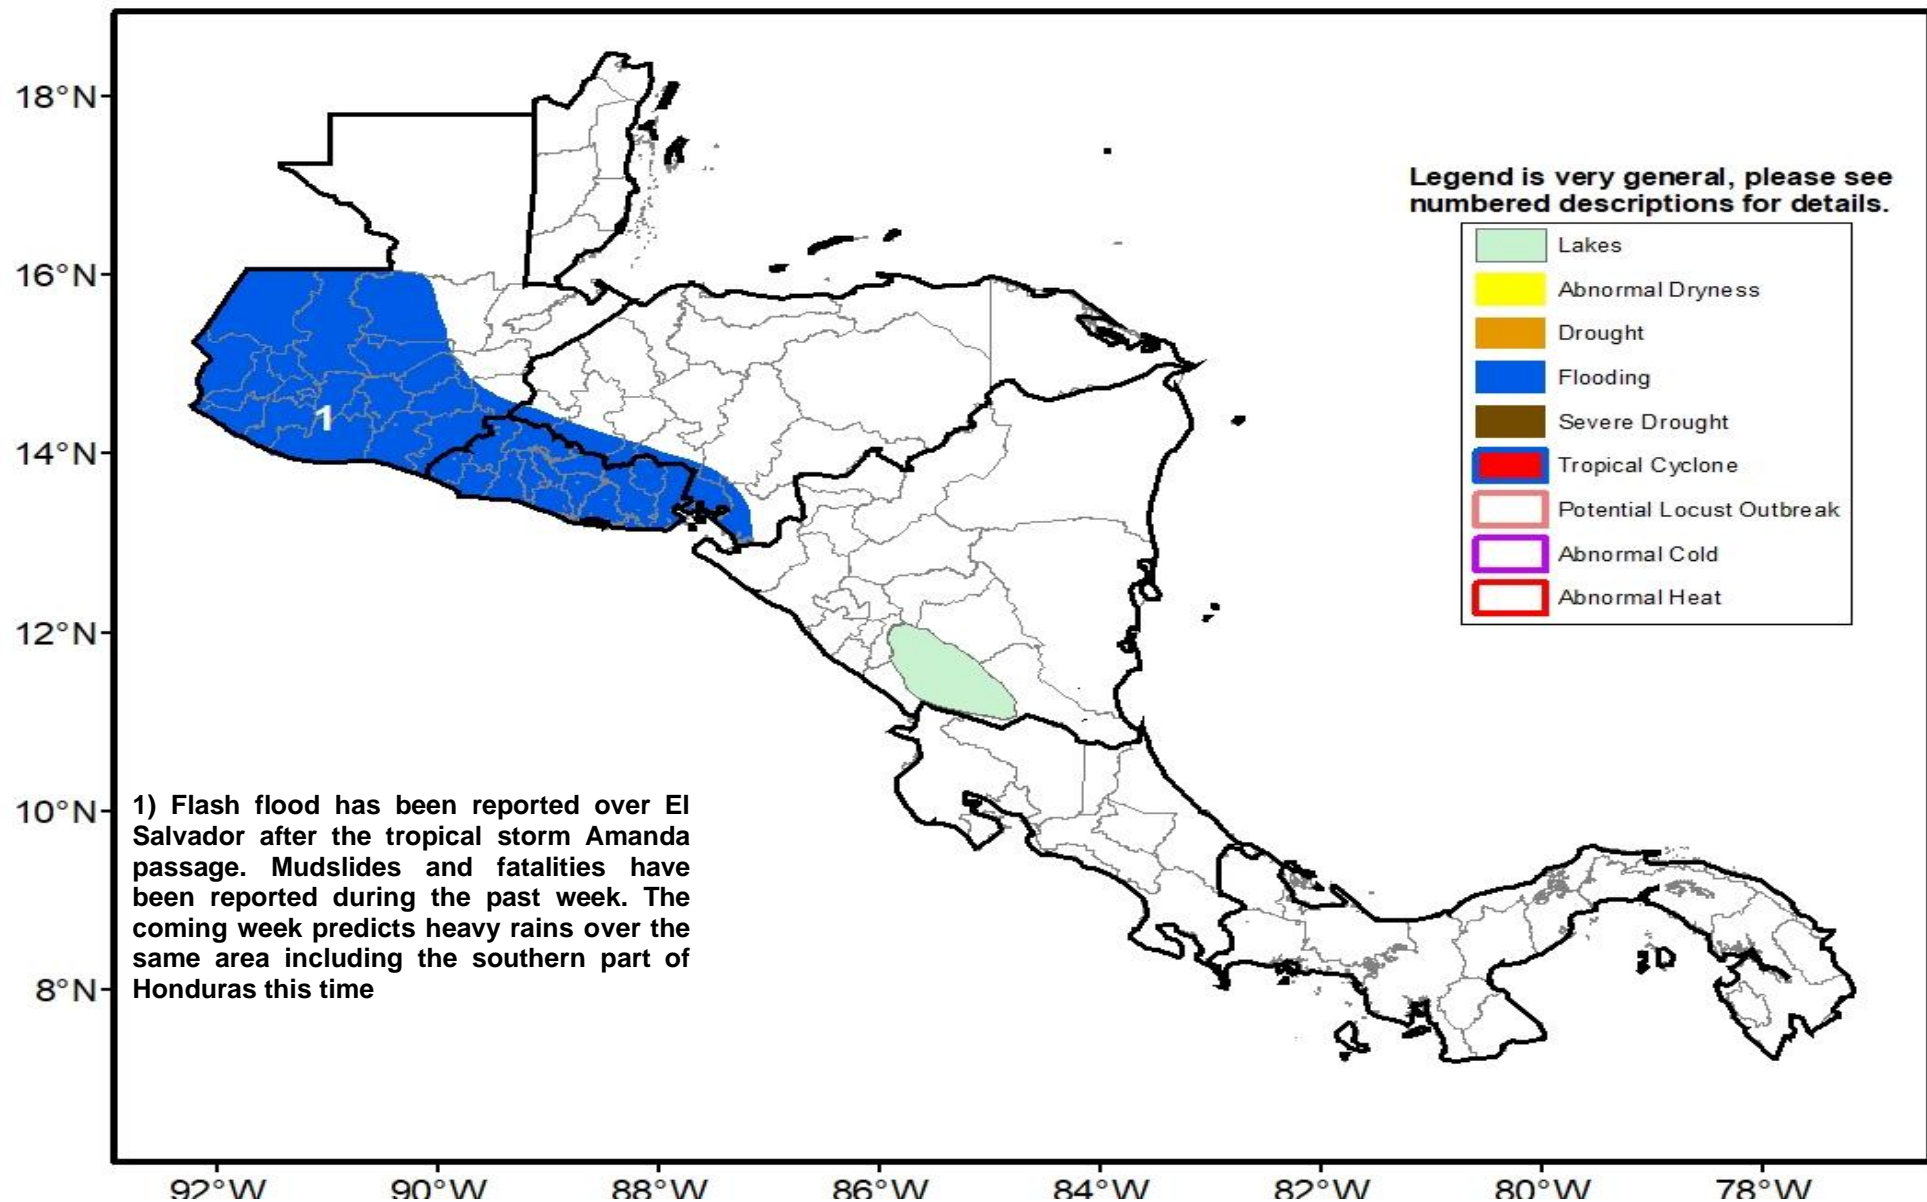 18°N
16°N
14°N
12°N
10°N
8°N
Legend is very general, please see
numbered descriptions for details.
Lakes
Abnormal Dryness
Drought
Flooding
Severe Drought
Tropical Cyclone
Potential Locust Outbreak
Abnormal Cold
Abnormal Heat
1
1) Flash flood has been reported over El
Salvador after the tropical storm Amanda
passage. Mudslides and fatalities have
been reported during the past week. The
coming week predicts heavy rains over the
same area including the southern part of
Honduras this time
92°W 90°W 88°W 86°W 84°W 82°W 80°W 78°W